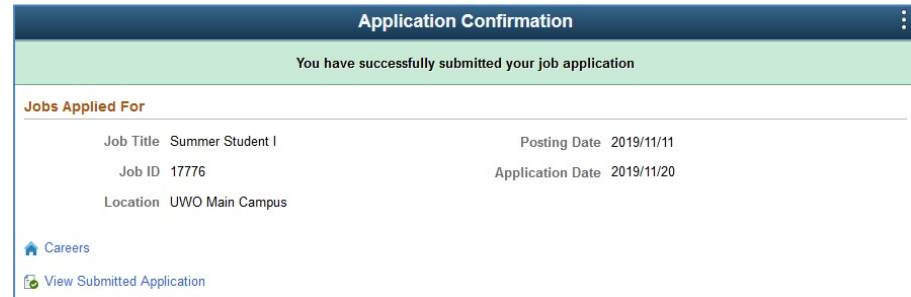 Application Confirmation
You have successfully submitted your job application
Jobs Applied For
Job Title Summer Student I
Posting Date 2019/11/11
Job ID 17776
Application Date 2019/11/20
Location UWO Main Campus
Careers
View Submitted Application